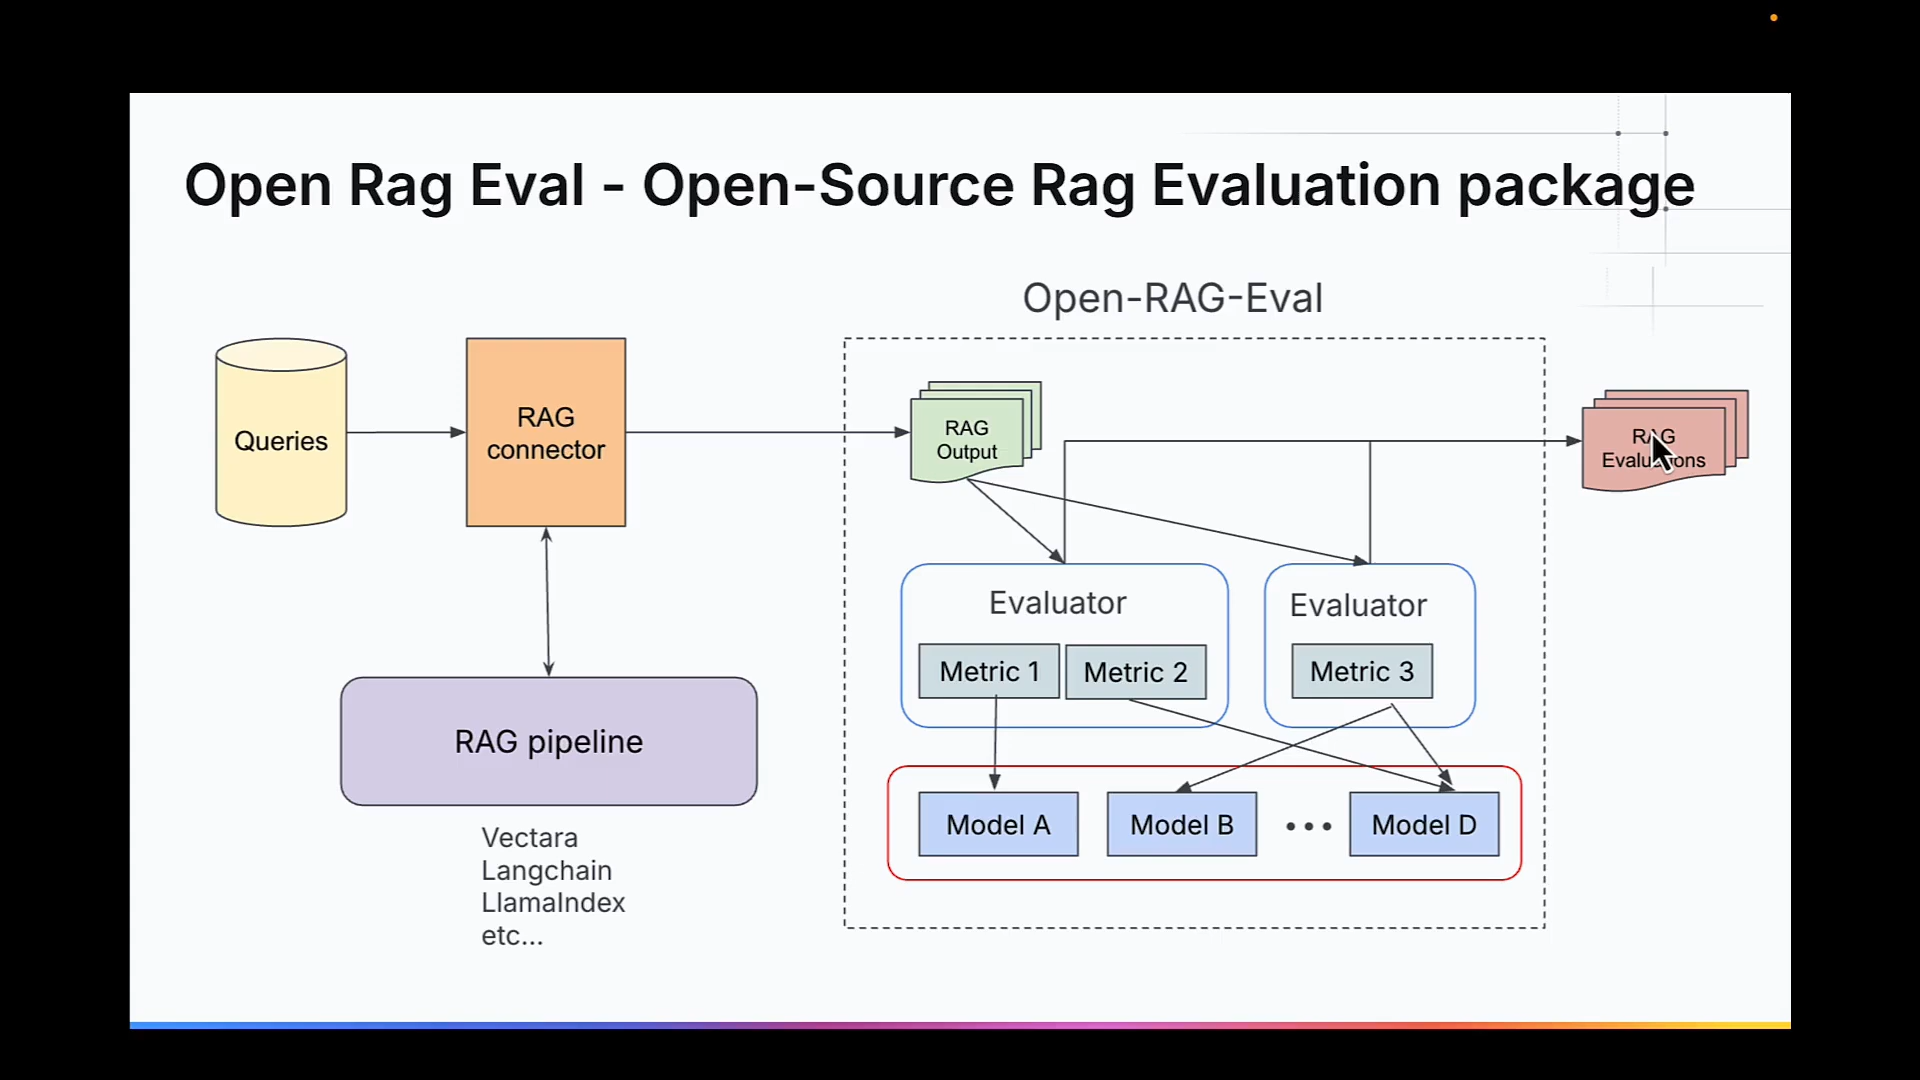 Open Rag Eval - Open-Source Rag Evaluation package
Open-RAG-Eval
Queries
RAG
connector
RAG
Output
RAG
Evaluator
Evaluator
Metric 1
Metric 2
Metric 3
RAG pipeline
Model A
Model B
Model D
Vectara
Langchain
LlamaIndex
etc...